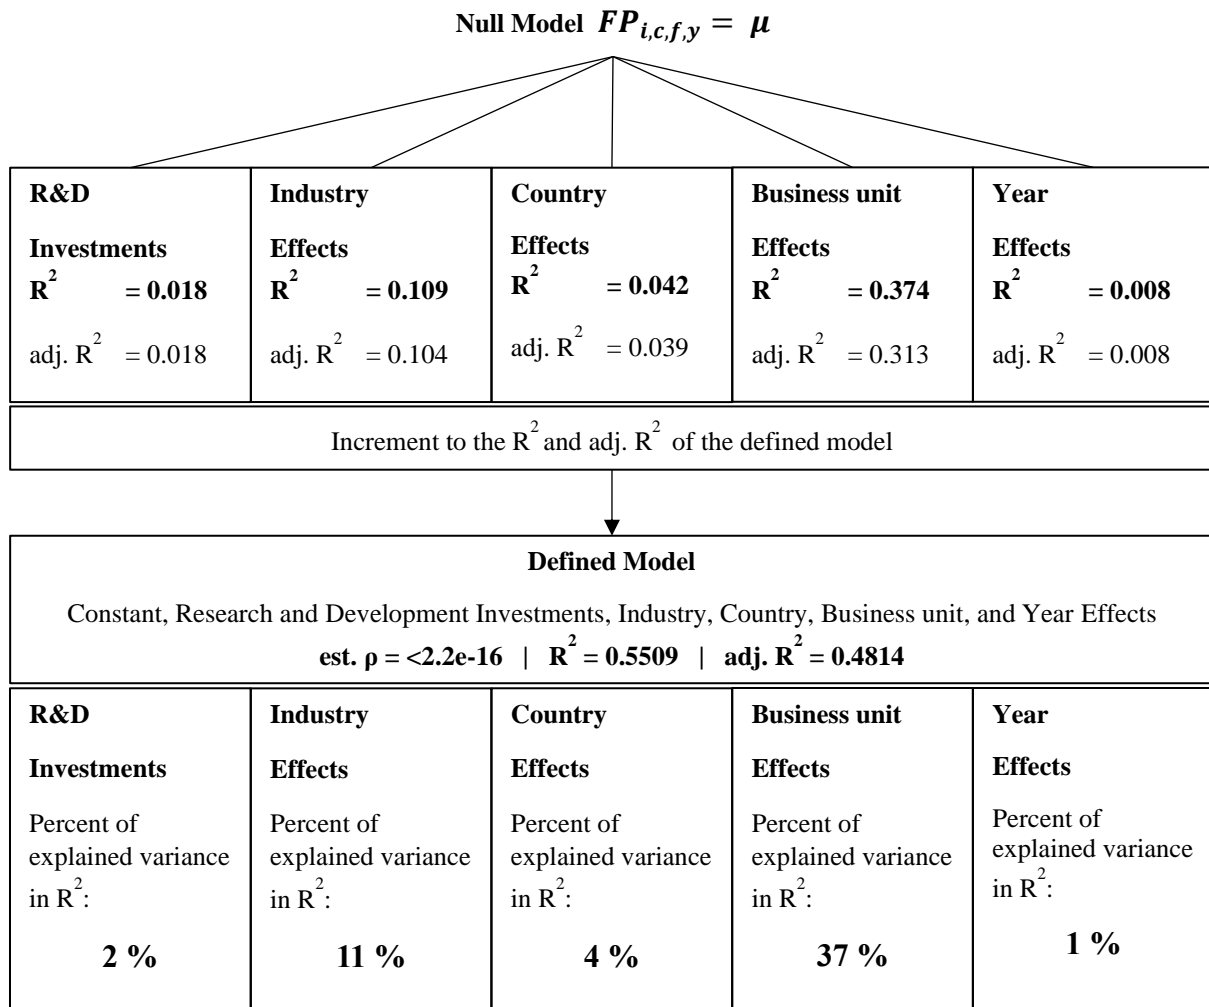 Null Model FP_{i,c,f,y} = μ
R&D
Investments
R² = 0.018
adj. R² = 0.018
Industry
Effects
R² = 0.109
adj. R² = 0.104
Country
Effects
R² = 0.042
adj. R² = 0.039
Business unit
Effects
R² = 0.374
adj. R² = 0.313
Year
Effects
R² = 0.008
adj. R² = 0.008
Increment to the R² and adj. R² of the defined model
Defined Model
Constant, Research and Development Investments, Industry, Country, Business unit, and Year Effects
est. ρ = <2.2e-16 | R² = 0.5509 | adj. R² = 0.4814
R&D
Investments
Percent of
explained variance
in R²:
2 %
Industry
Effects
Percent of
explained variance
in R²:
11 %
Country
Effects
Percent of
explained variance
in R²:
4 %
Business unit
Effects
Percent of
explained variance
in R²:
37 %
Year
Effects
Percent of
explained variance
in R²:
1 %